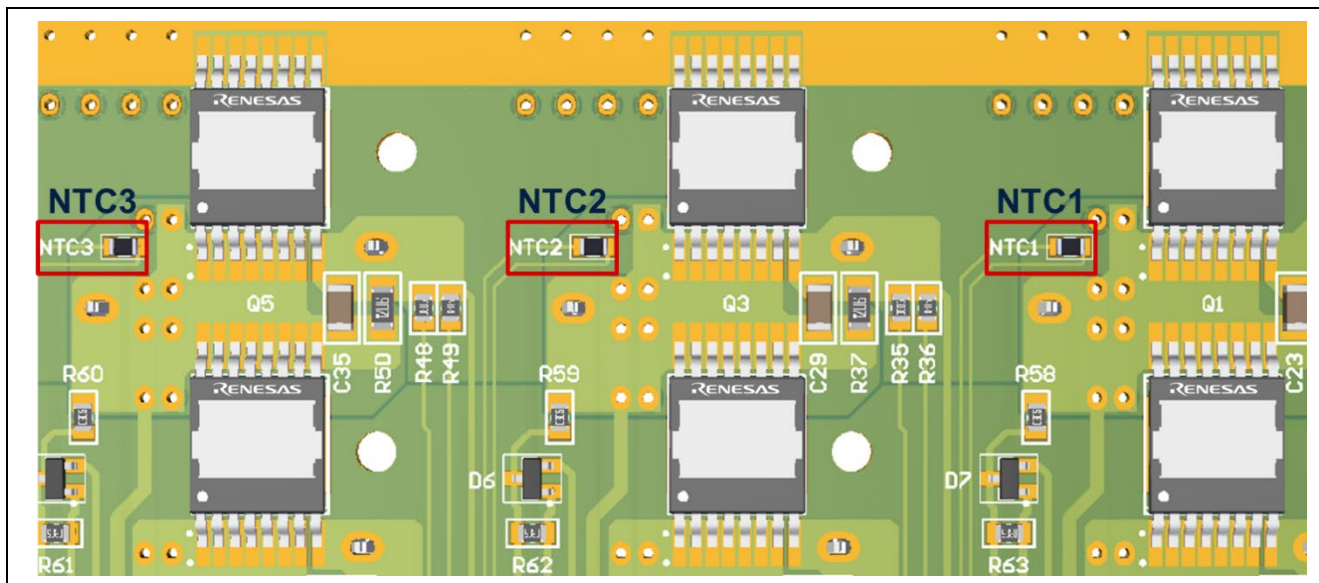 RENESAS RENESAS RENESAS
NTC3 NTC2 NTC1
NTC3 NTC2 NTC1
Q5 Q3 Q1
C35 R50 R48 R49 C29 R37 R35 R36 C23
R60 R59 R58
RENESAS RENESAS RENESAS
D6 D7
R61 R62 R63